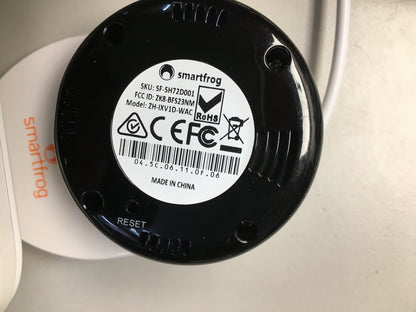 smartfrog
SKU: SF-SH72D001
FCC ID: ZK8-BFS23NM
Model: ZH-IXV1D-WAC
RoHS
CE FC
04.5C.06.11.0F.06
MADE IN CHINA
RESET
smartfrog